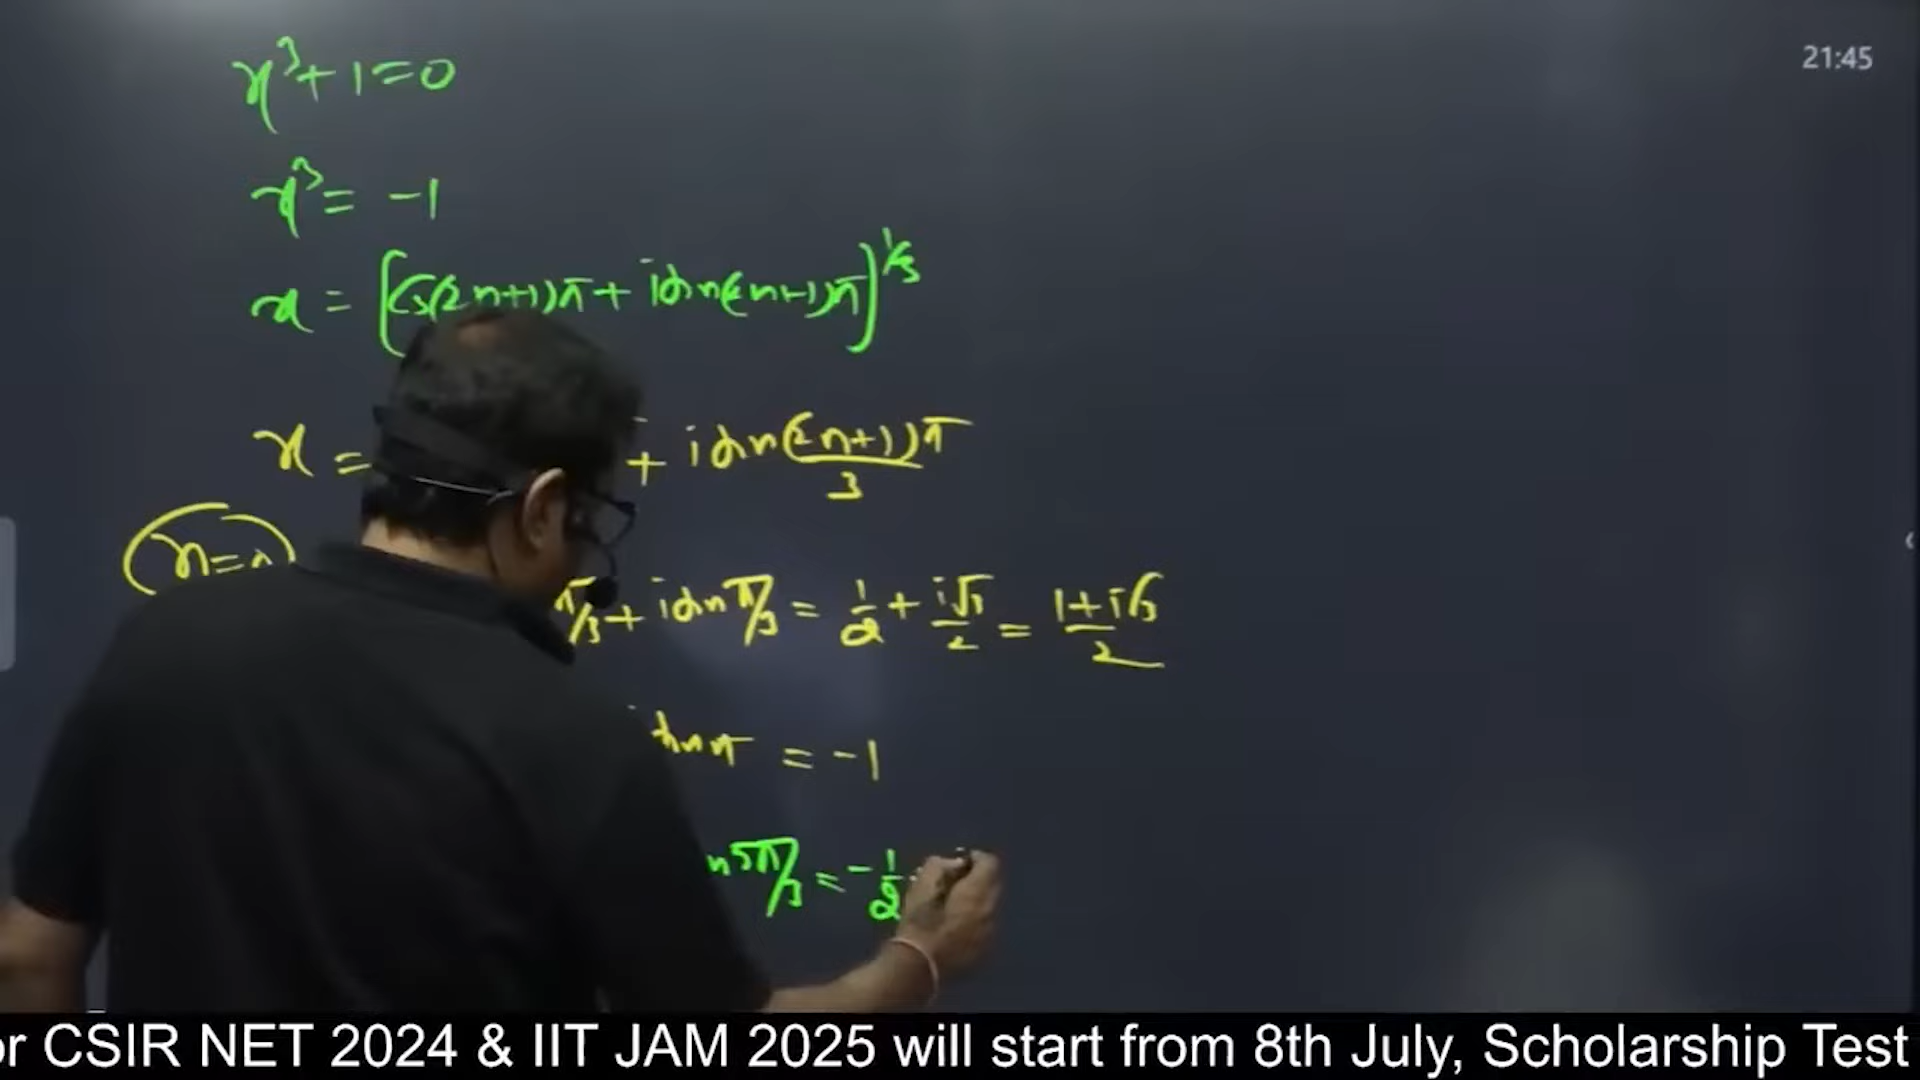 x³+1=0
21:45
x³= -1
x = [Cs(2n+1)π + i sin(2n+1)π]^1/3
x = + i sin(2n+1)π/3
n=0
π/3 + i sin π/3 = 1/2 + i√3/2 = 1+i√3/2
sin π = -1
n 5π/3 = -1/2
or CSIR NET 2024 & IIT JAM 2025 will start from 8th July, Scholarship Test